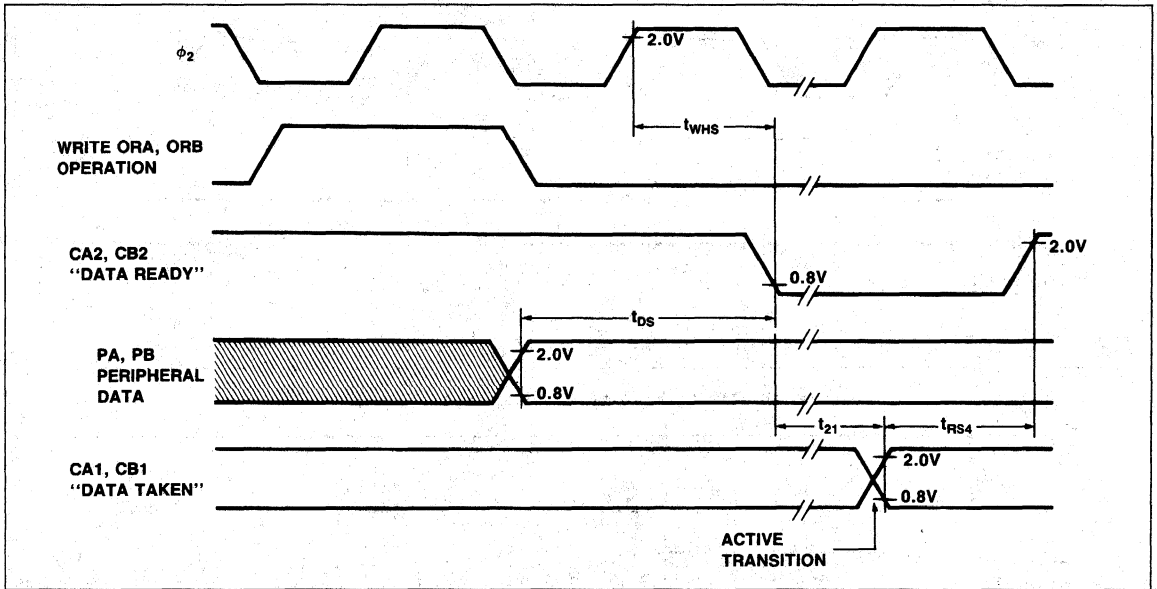 ϕ2
2.0V
tWHS
WRITE ORA, ORB
OPERATION
CA2, CB2
"DATA READY"
2.0V
0.8V
tDS
PA, PB
PERIPHERAL
DATA
2.0V
0.8V
t21
tRS4
CA1, CB1
"DATA TAKEN"
2.0V
0.8V
ACTIVE
TRANSITION